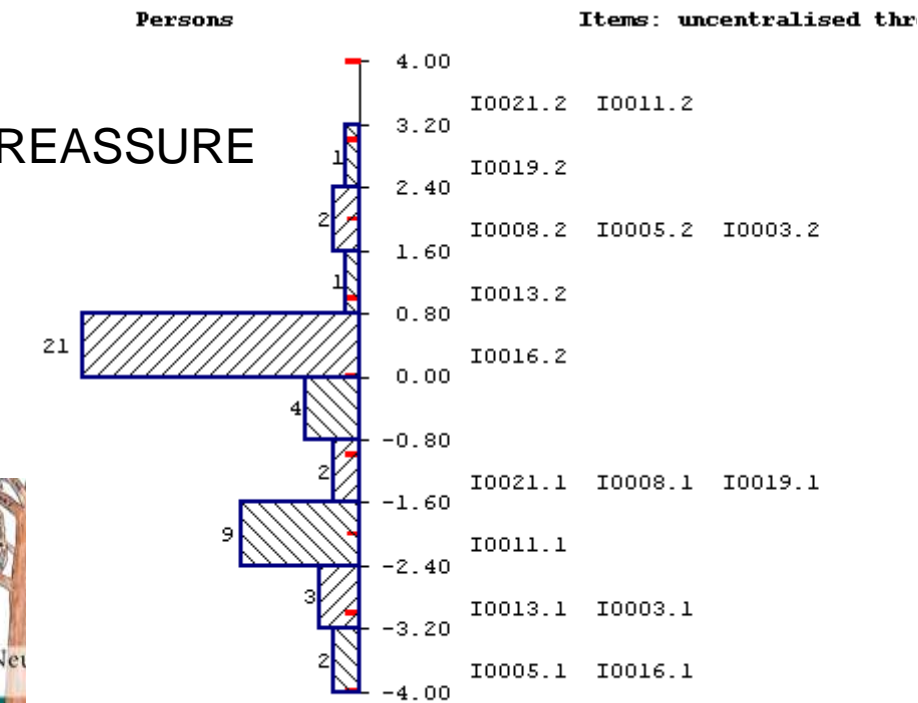 Persons Items: uncentralised
4.00
I0021.2 I0011.2
3.20
REASSURE
1
I0019.2
2.40
2
I0008.2 I0005.2 I0003.2
1.60
1
I0013.2
0.80
21
I0016.2
0.00
4
-0.80
2
I0021.1 I0008.1 I0019.1
-1.60
9
I0011.1
-2.40
3
I0013.1 I0003.1
-3.20
2
I0005.1 I0016.1
-4.00